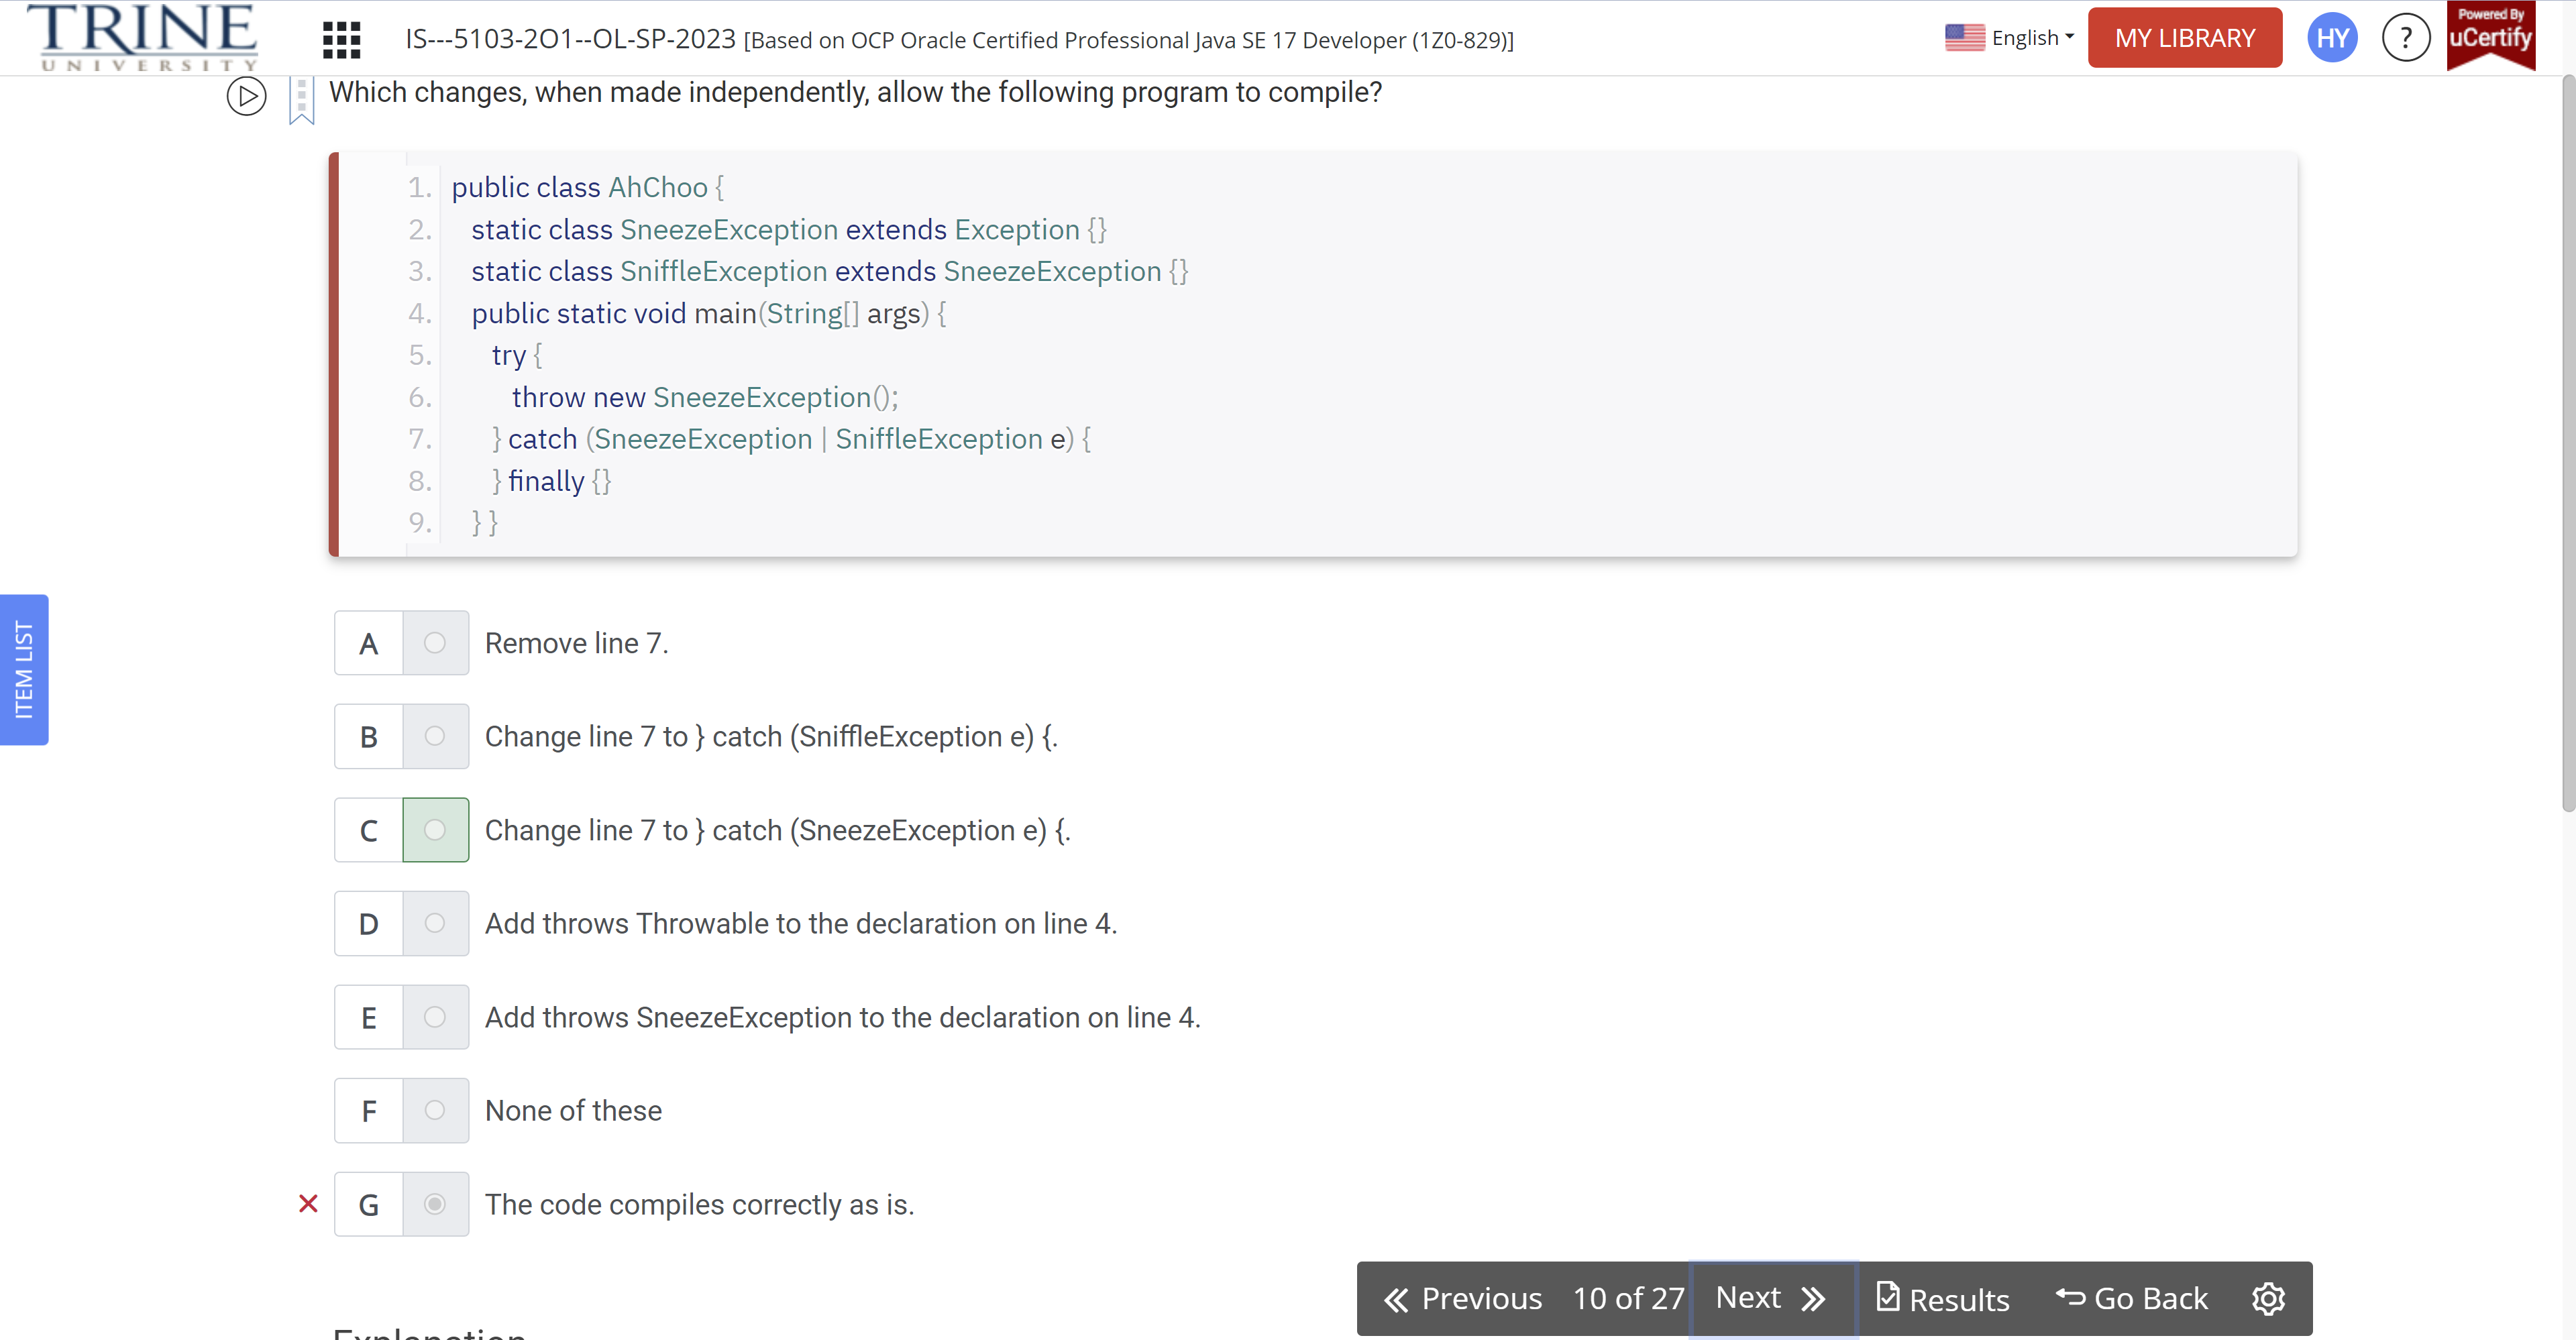 TRINE
UNIVERSITY
IS---5103-2O1--OL-SP-2023 [Based on OCP Oracle Certified Professional Java SE 17 Developer (1Z0-829)]
English
MY LIBRARY
HY
?
Powered By
uCertify
Which changes, when made independently, allow the following program to compile?
1. public class AhChoo {
2. static class SneezeException extends Exception {}
3. static class SniffleException extends SneezeException {}
4. public static void main(String[] args) {
5. try {
6. throw new SneezeException();
7. } catch (SneezeException | SniffleException e) {
8. } finally {}
9. } }
ITEM LIST
A Remove line 7.
B Change line 7 to } catch (SniffleException e) {.
C Change line 7 to } catch (SneezeException e) {.
D Add throws Throwable to the declaration on line 4.
E Add throws SneezeException to the declaration on line 4.
F None of these
G The code compiles correctly as is.
Previous 10 of 27 Next Results Go Back
Explanation